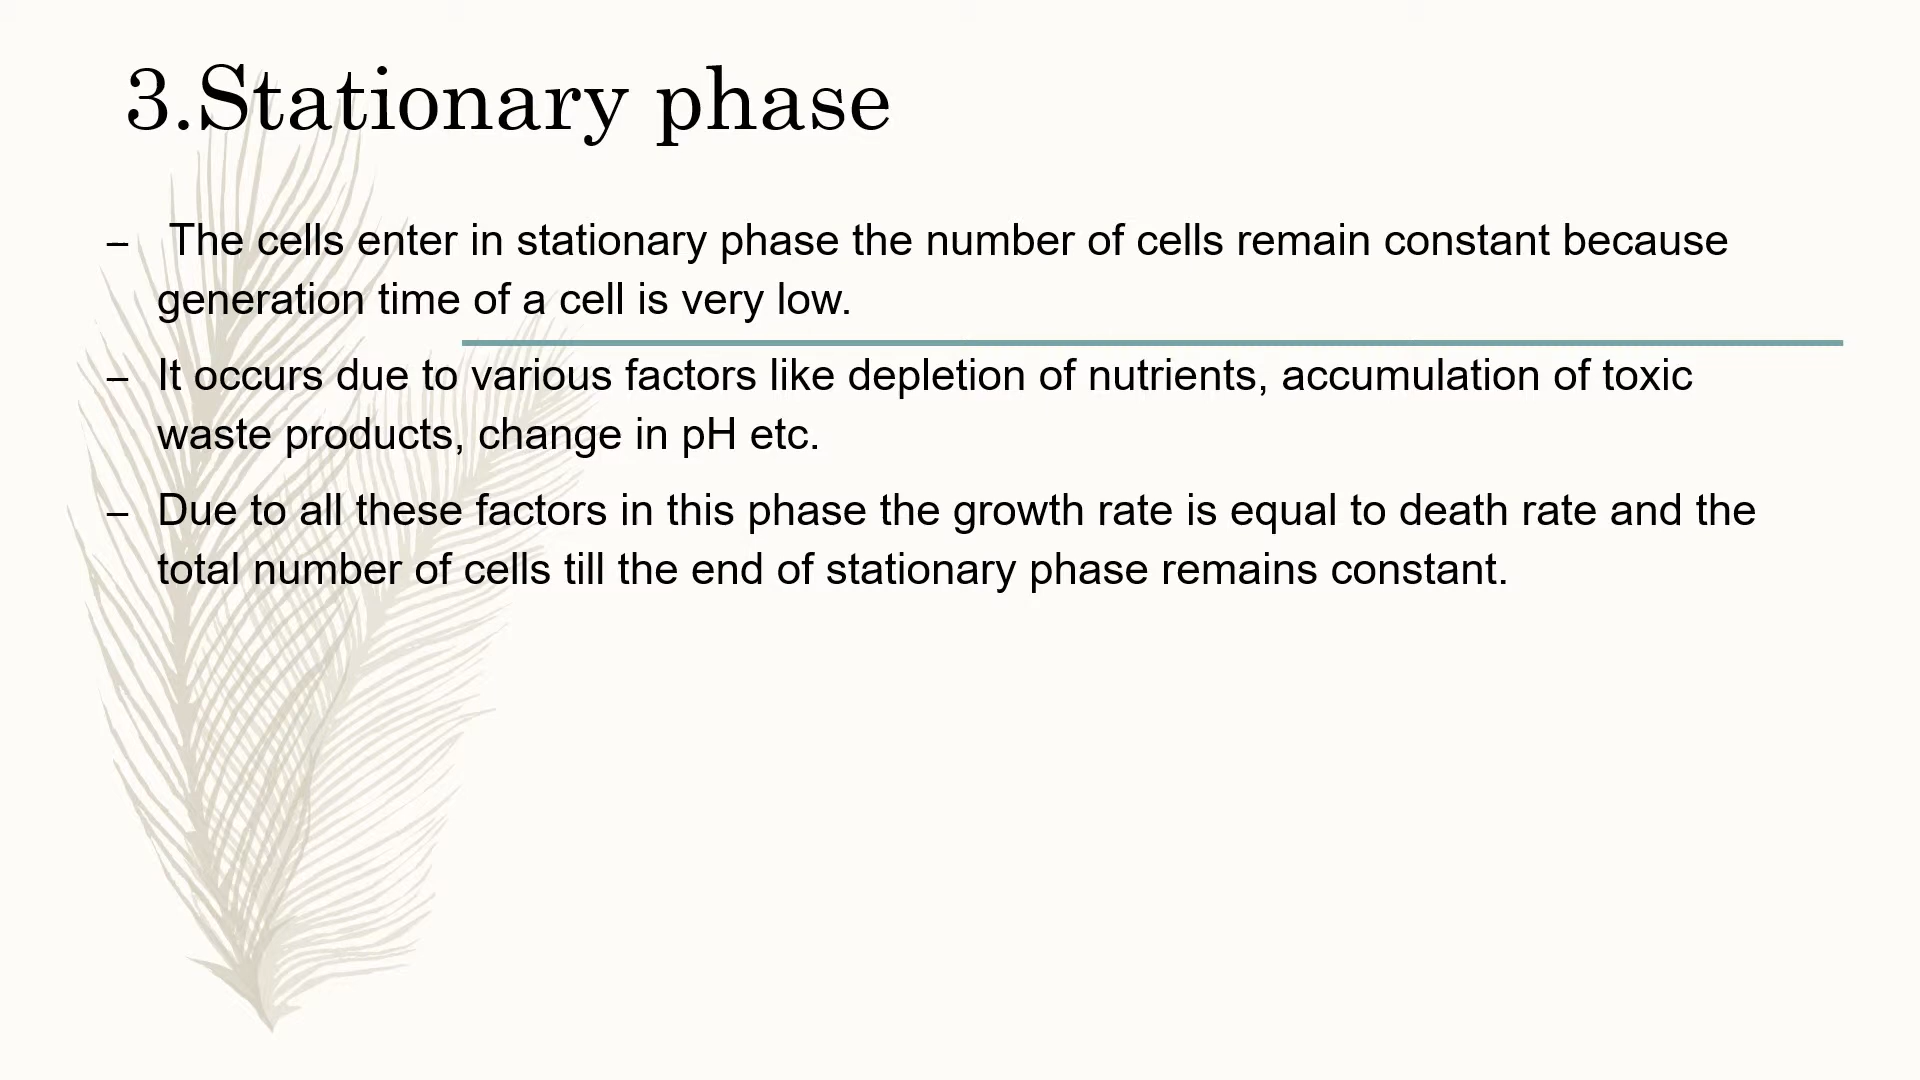 3.Stationary phase
– The cells enter in stationary phase the number of cells remain constant because
generation time of a cell is very low.
– It occurs due to various factors like depletion of nutrients, accumulation of toxic
waste products, change in pH etc.
– Due to all these factors in this phase the growth rate is equal to death rate and the
total number of cells till the end of stationary phase remains constant.